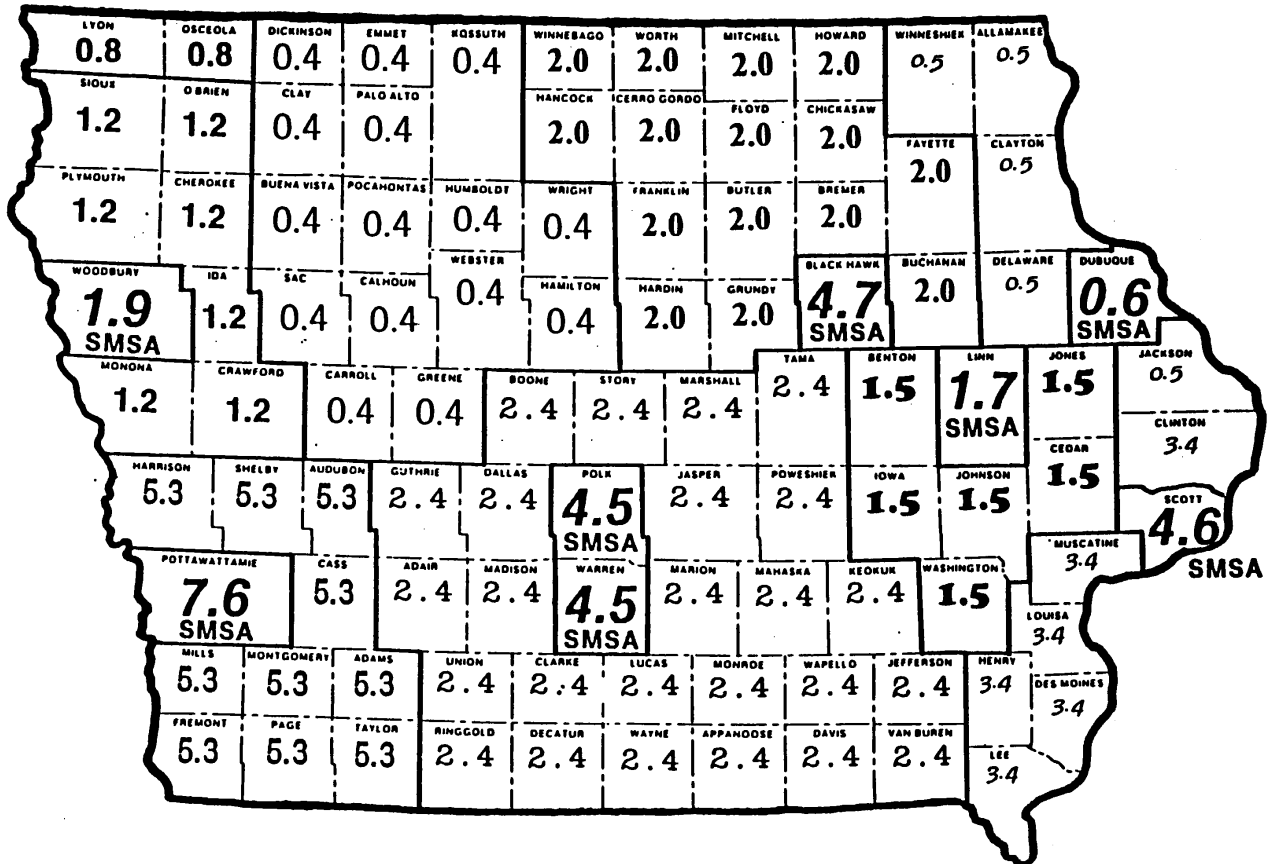 LYON OSCEOLA DICKINSON EMMET KOSSUTH WINNEBAGO WORTH MITCHELL HOWARD WINNESHIEK ALLAMAKEE
0.8 0.8 0.4 0.4 0.4 2.0 2.0 2.0 2.0 0.5 0.5
SIOUX O BRIEN CLAY PALO ALTO HANCOCK CERRO GORDO FLOYD CHICKASAW
1.2 1.2 0.4 0.4 2.0 2.0 2.0 2.0
FAYETTE CLAYTON
2.0 0.5
PLYMOUTH CHEROKEE BUENA VISTA POCAHONTAS HUMBOLDT WRIGHT FRANKLIN BUTLER BREMER
1.2 1.2 0.4 0.4 0.4 0.4 2.0 2.0 2.0
WOODBURY IDA SAC CALHOUN WEBSTER HAMILTON HARDIN GRUNDY BLACK HAWK BUCHANAN DELAWARE DUBUQUE
1.9 1.2 0.4 0.4 0.4 0.4 2.0 2.0 4.7 2.0 0.5 0.6
SMSA SMSA SMSA
MONONA CRAWFORD CARROLL GREENE BOONE STORY MARSHALL TAMA BENTON LINN JONES JACKSON
1.2 1.2 0.4 0.4 2.4 2.4 2.4 2.4 1.5 1.7 1.5 0.5
SMSA
CLINTON
3.4
HARRISON SHELBY AUDUBON GUTHRIE DALLAS POLK JASPER POWESHIEK IOWA JOHNSON CEDAR SCOTT
5.3 5.3 5.3 2.4 2.4 4.5 2.4 2.4 1.5 1.5 1.5 4.6
SMSA SMSA
POTTAWATTAMIE CASS ADAIR MADISON WARREN MARION MAHASKA KEOKUK WASHINGTON MUSCATINE
7.6 5.3 2.4 2.4 4.5 2.4 2.4 2.4 1.5 3.4
SMSA SMSA
LOUISA
3.4
MILLS MONTGOMERY ADAMS UNION CLARKE LUCAS MONROE WAPELLO JEFFERSON HENRY DES MOINES
5.3 5.3 5.3 2.4 2.4 2.4 2.4 2.4 2.4 3.4 3.4
FREMONT PAGE TAYLOR RINGGOLD DECATUR WAYNE APPANOOSE DAVIS VAN BUREN LEE
5.3 5.3 5.3 2.4 2.4 2.4 2.4 2.4 2.4 3.4